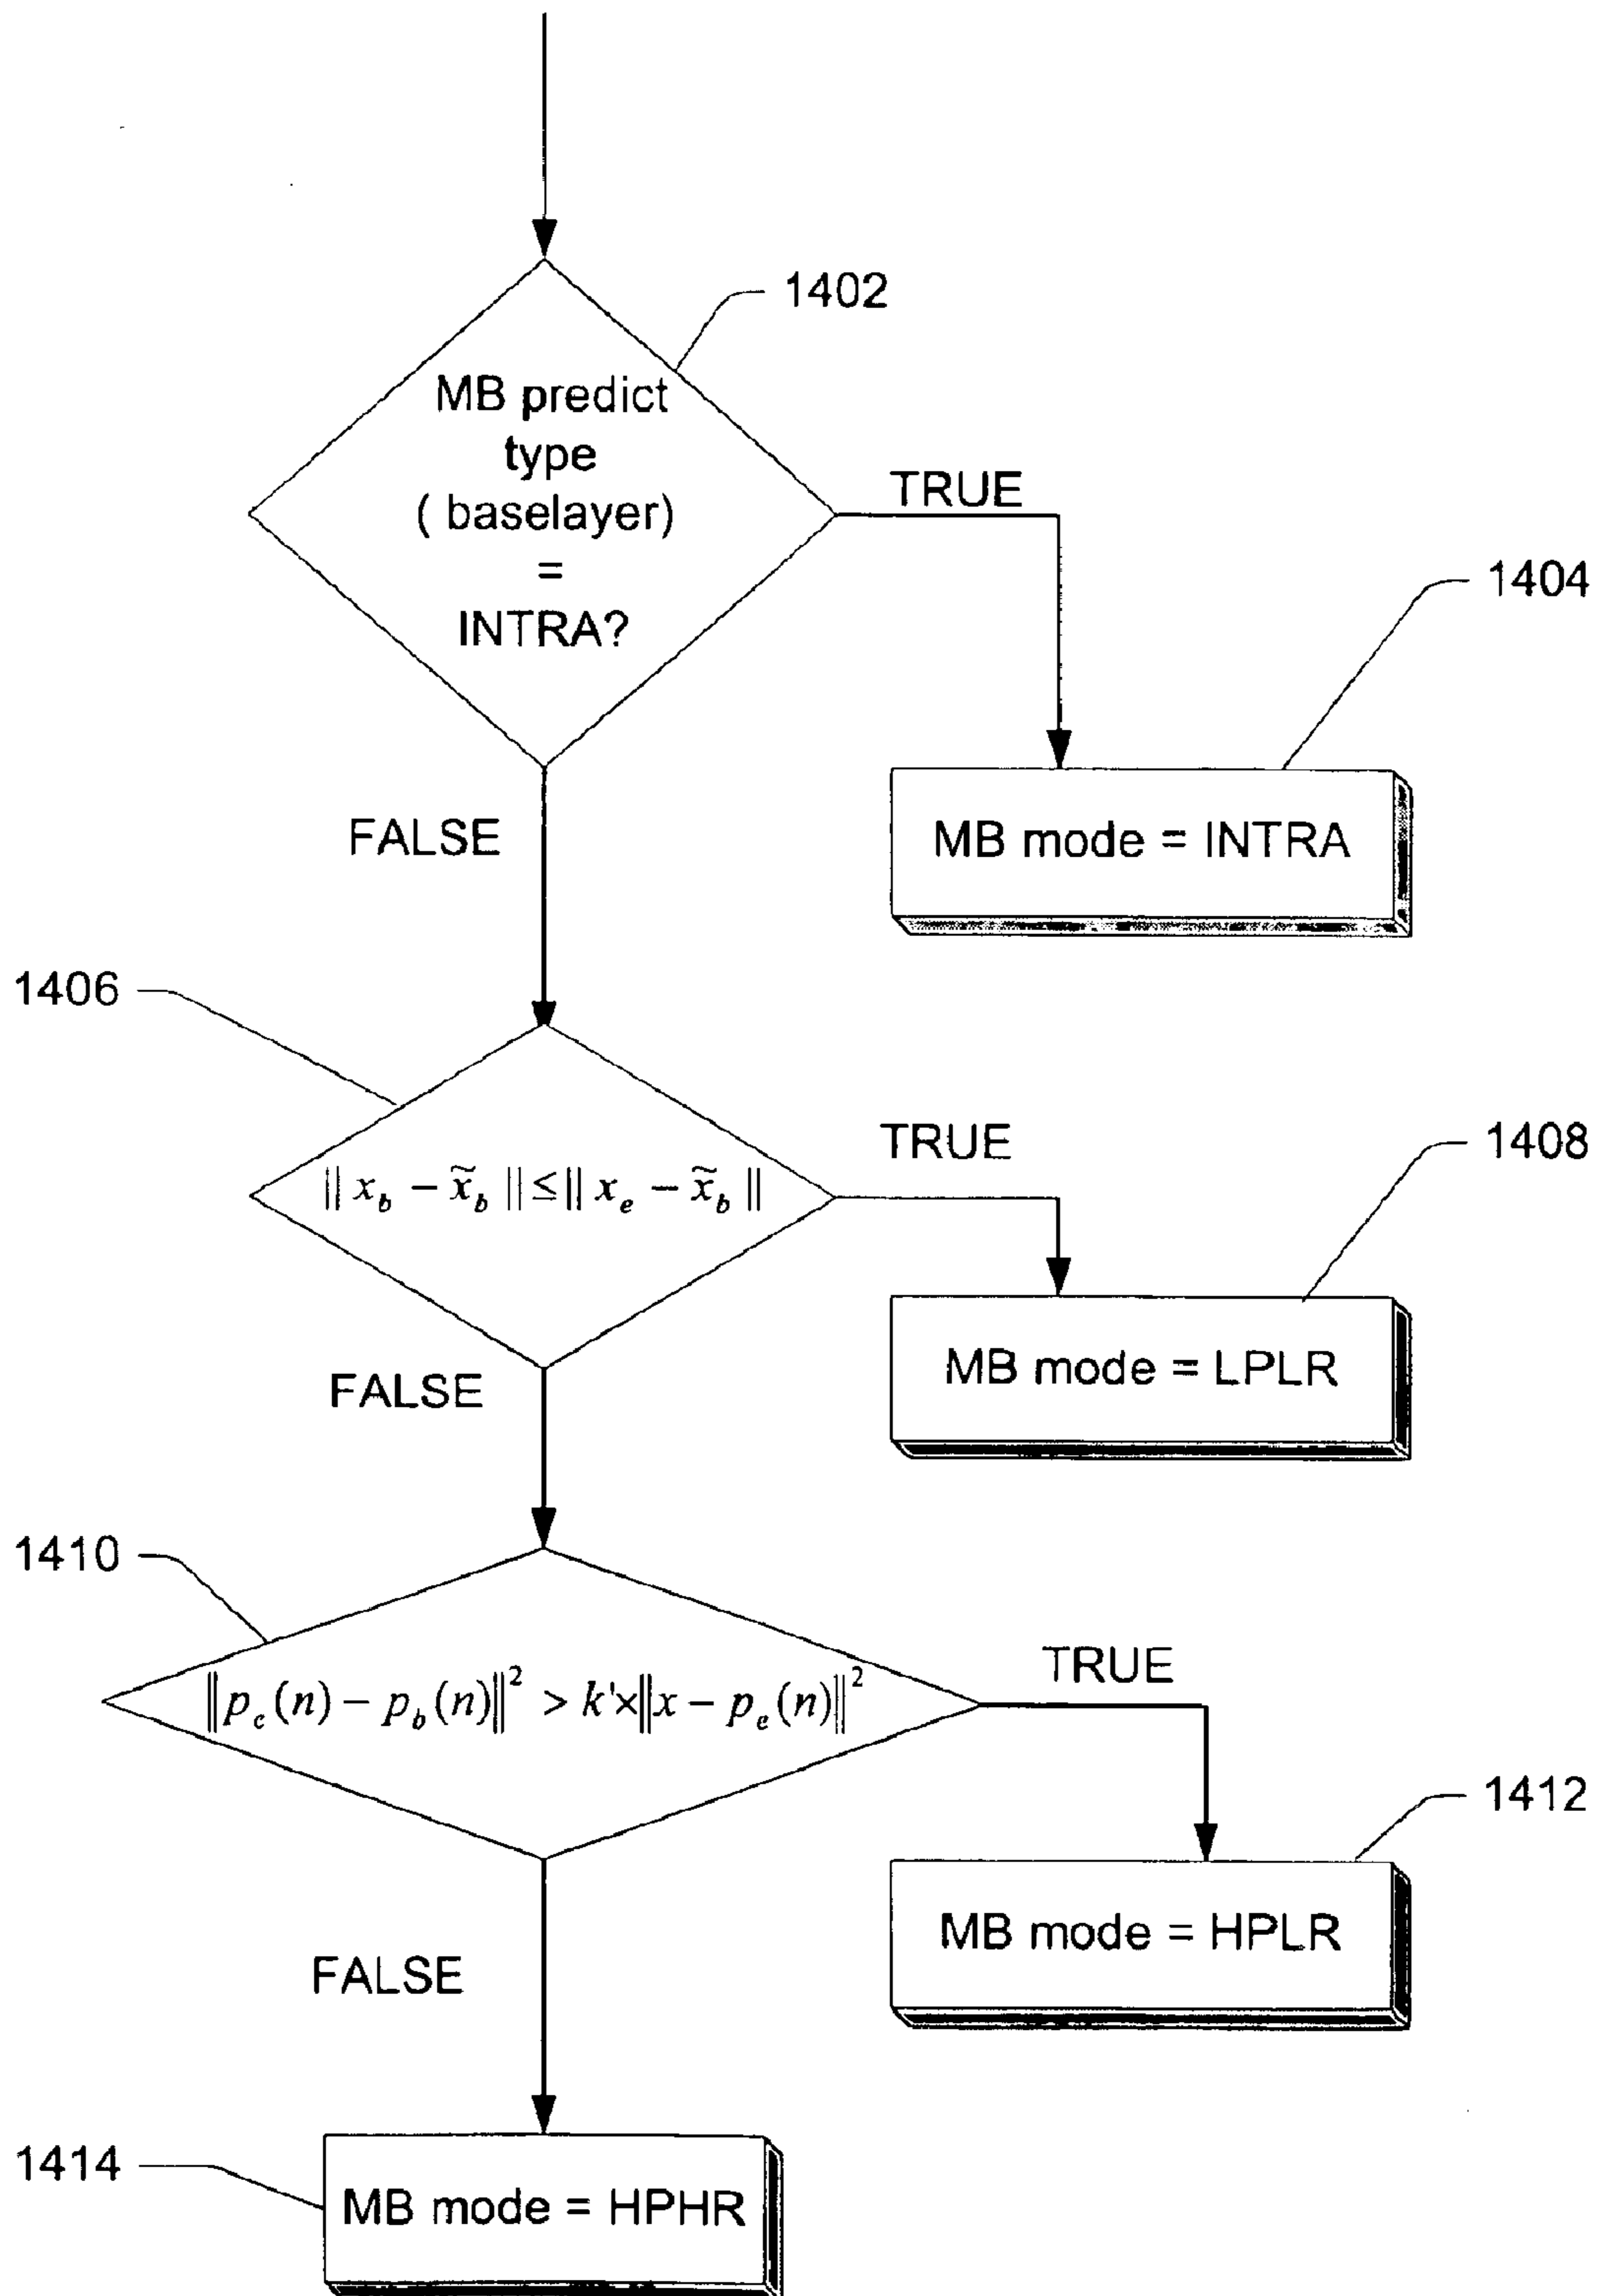 1402
MB predict
type
( baselayer)
=
INTRA?
TRUE
1404
MB mode = INTRA
FALSE
1406
|| x_b − x̃_b || ≤ || x_e − x̃_b ||
TRUE
1408
MB mode = LPLR
FALSE
1410
‖p_c(n) − p_b(n)‖² > k'×‖x − p_e(n)‖²
TRUE
1412
MB mode = HPLR
FALSE
1414
MB mode = HPHR